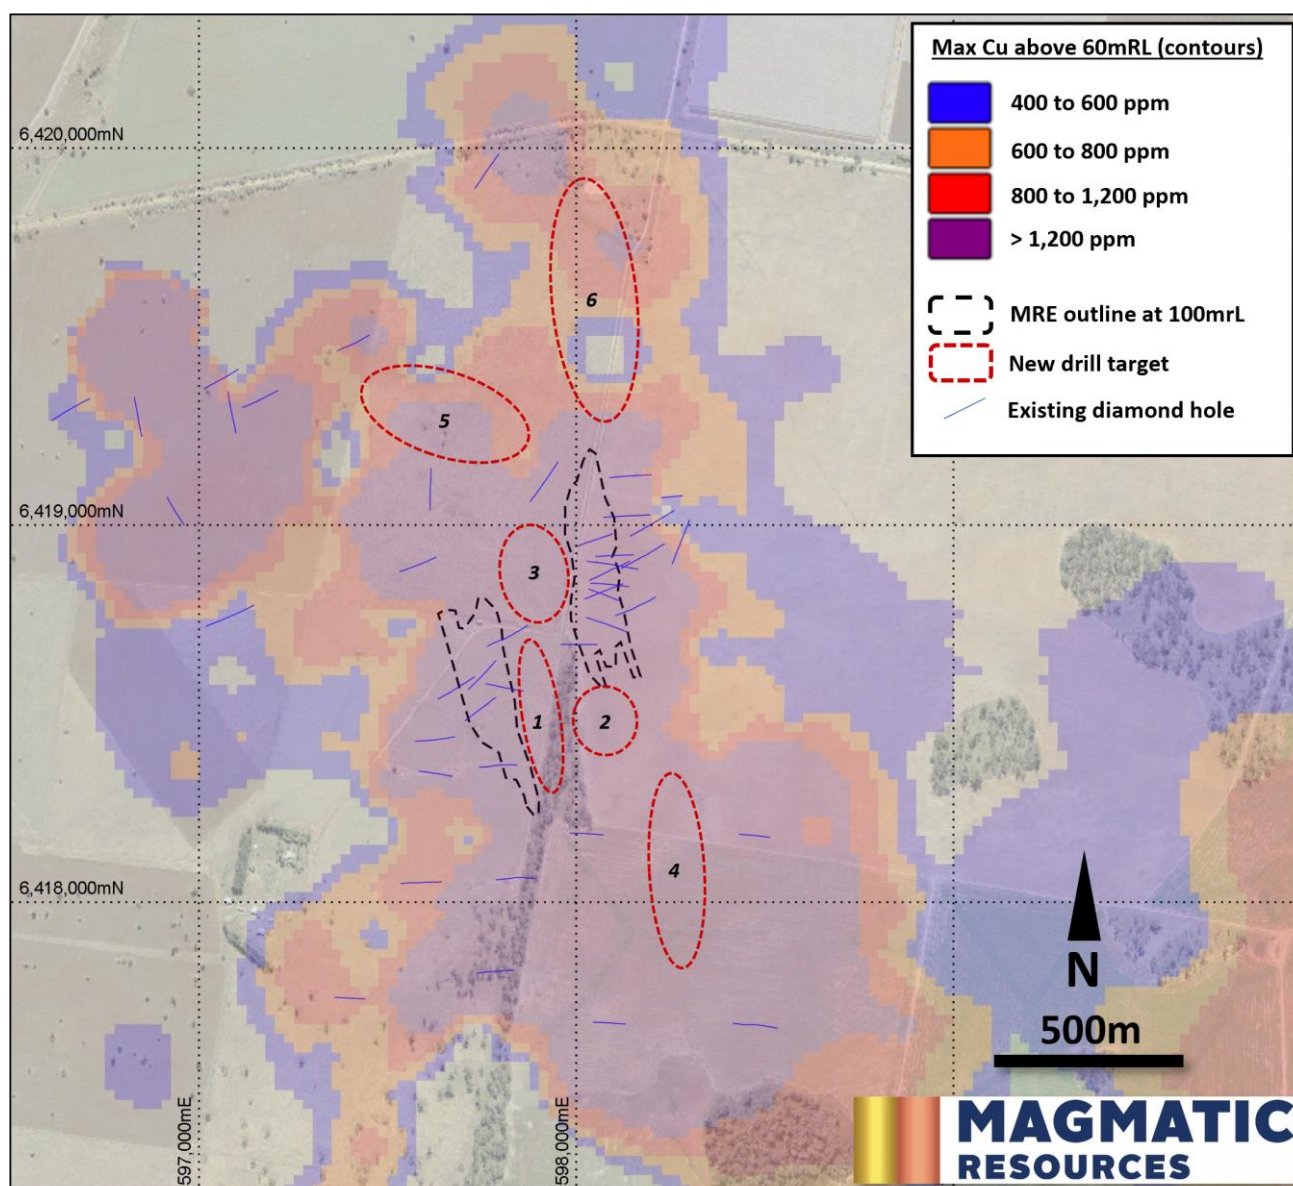 Max Cu above 60mRL (contours)
400 to 600 ppm
600 to 800 ppm
800 to 1,200 ppm
> 1,200 ppm
MRE outline at 100mrL
New drill target
Existing diamond hole
6,420,000mN
6
5
6,419,000mN
3
1
2
4
6,418,000mN
N
500m
597,000mE
598,000mE
MAGMATIC
RESOURCES